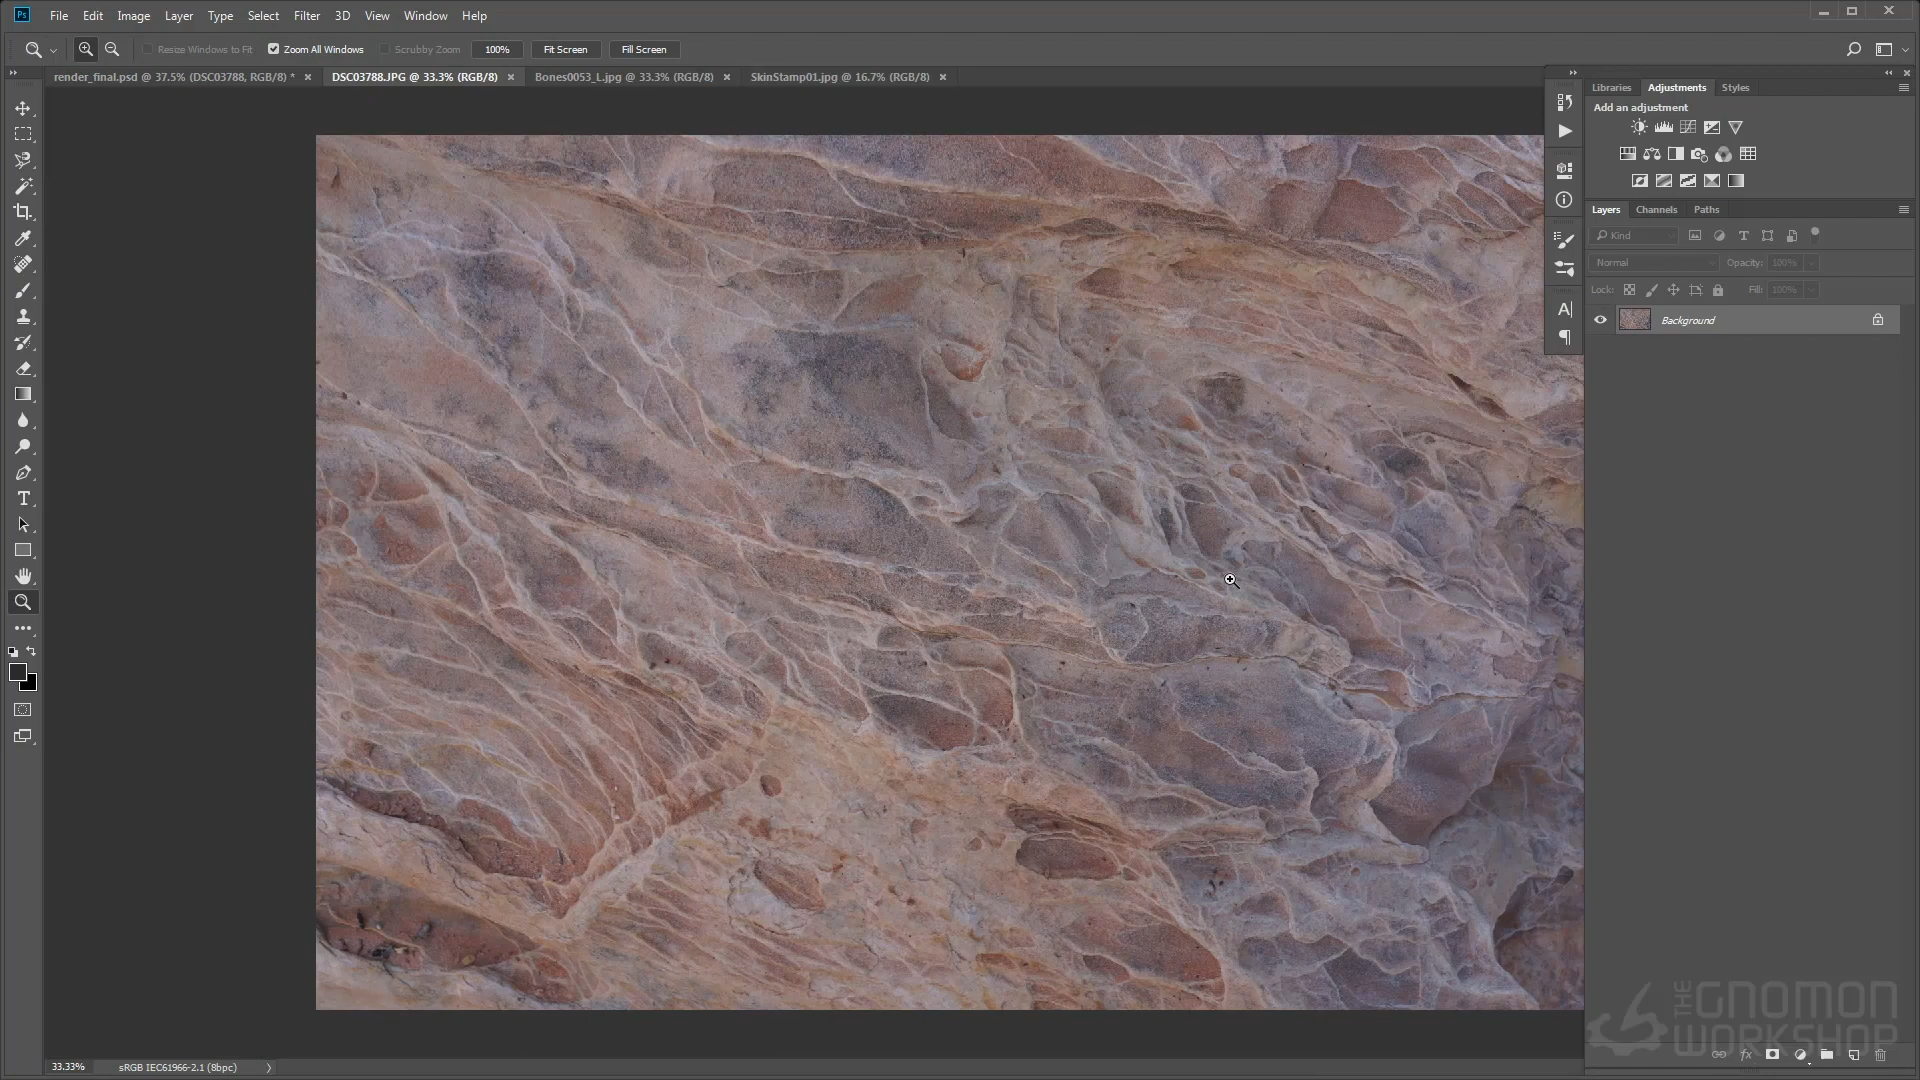 Ps File Edit Image Layer Type Select Filter 3D View Window Help
Resize Windows to Fit Zoom All Windows Scrubby Zoom 100% Fit Screen Fill Screen
render_final.psd @ 37.5% (DSC03788, RGB/8) * DSC03788.JPG @ 33.3% (RGB/8) Bones0053_L.jpg @ 33.3% (RGB/8) SkinStamp01.jpg @ 16.7% (RGB/8)
Libraries Adjustments Styles
Add an adjustment
Layers Channels Paths
Kind
Normal Opacity: 100%
Lock: Fill: 100%
Background
THE GNOMON WORKSHOP
fx
33.33% sRGB IEC61966-2.1 (8bpc)